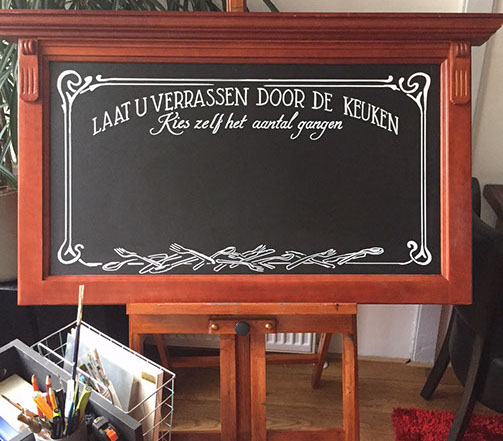 LAAT U VERRASSEN DOOR DE KEUKEN
Kies zelf het aantal gangen